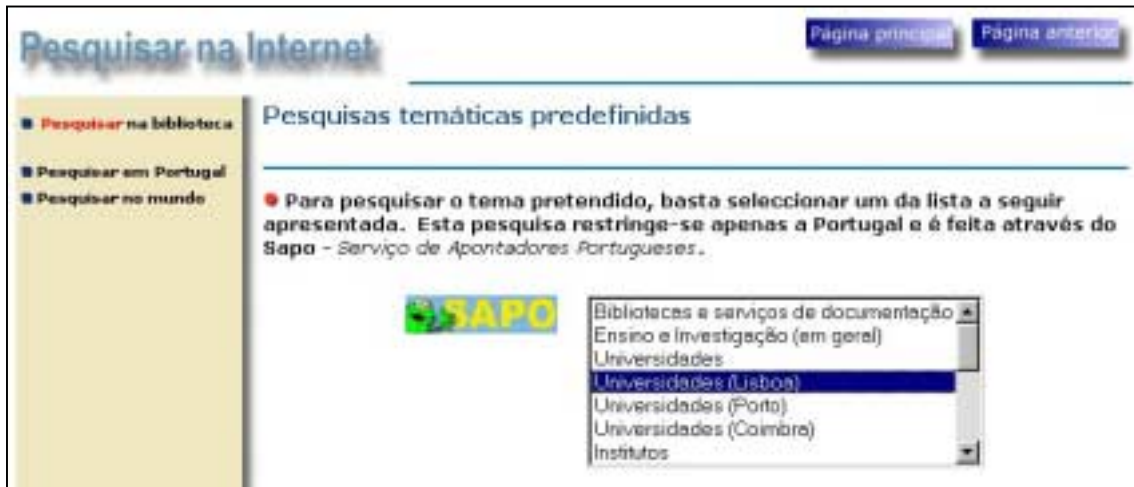 Pesquisar na Internet
Página principal
Página anterior
Pesquisar na biblioteca
Pesquisar em Portugal
Pesquisar no mundo
Pesquisas temáticas predefinidas
Para pesquisar o tema pretendido, basta seleccionar um da lista a seguir
apresentada. Esta pesquisa restringe-se apenas a Portugal e é feita através do
Sapo - Serviço de Apontadores Portugueses.
SAPO
Bibliotecas e serviços de documentação
Ensino e Investigação (em geral)
Universidades
Universidades (Lisboa)
Universidades (Porto)
Universidades (Coimbra)
Institutos